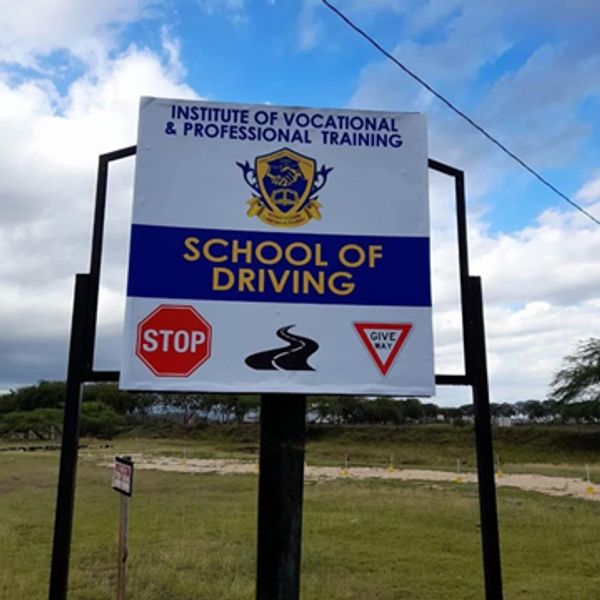 INSTITUTE OF VOCATIONAL
& PROFESSIONAL TRAINING
SCHOOL OF
DRIVING
STOP
GIVE
WAY